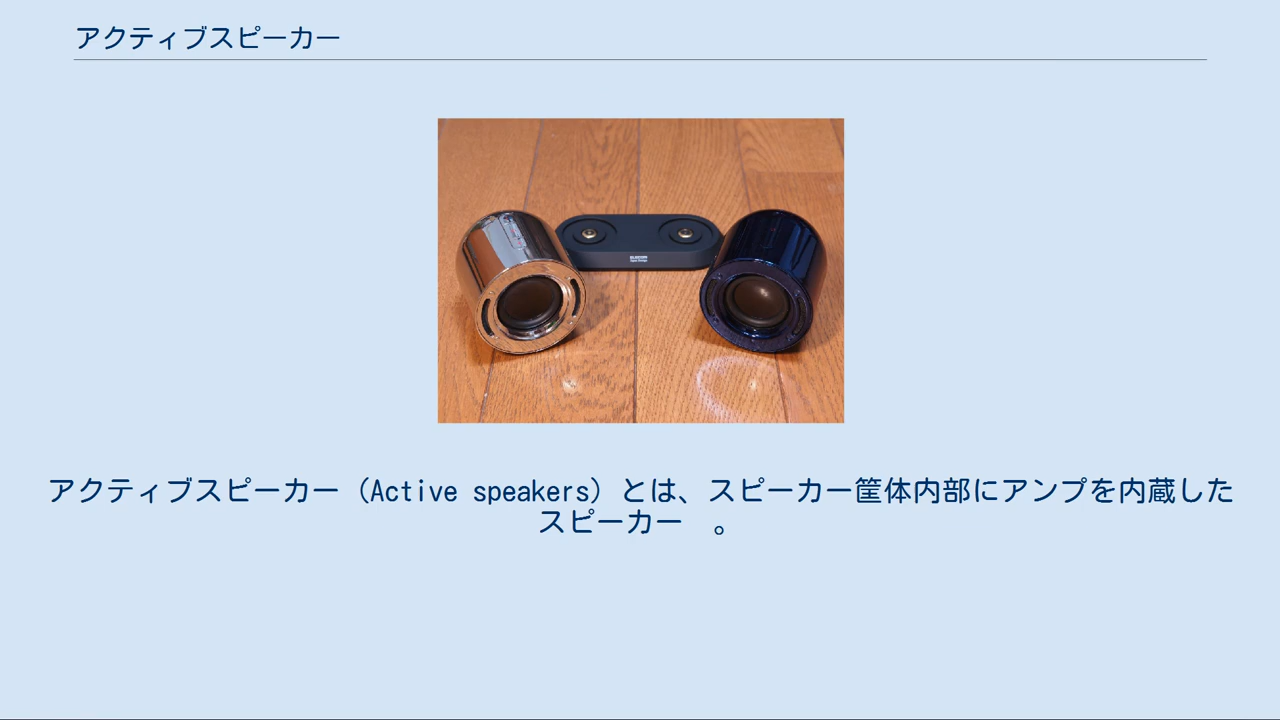 アクティブスピーカー
ELECOM
アクティブスピーカー（Active speakers）とは、スピーカー筐体内部にアンプを内蔵した
スピーカー　。